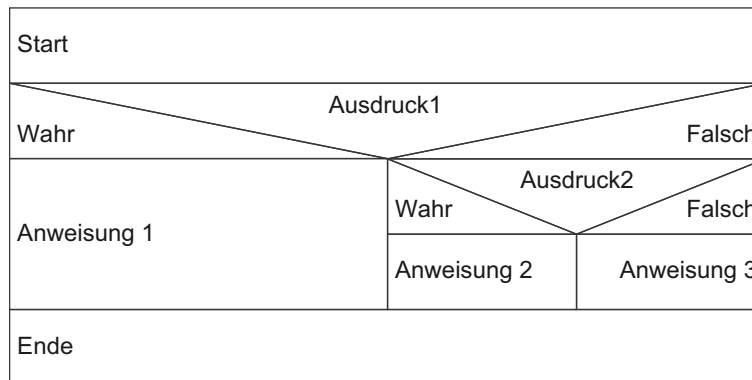 Start
Ausdruck1
Wahr
Falsch
Ausdruck2
Wahr
Falsch
Anweisung 1
Anweisung 2
Anweisung 3
Ende